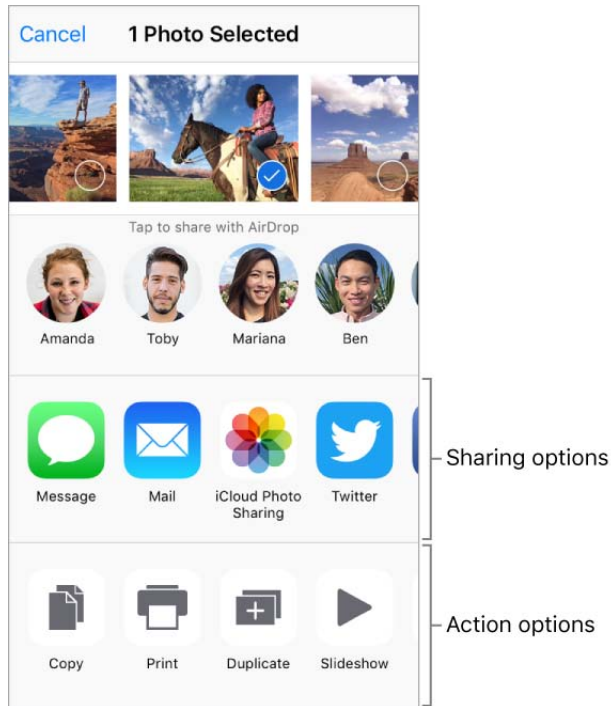 Cancel 1 Photo Selected
Tap to share with AirDrop
Amanda Toby Mariana Ben
Sharing options
Message Mail iCloud Photo Twitter
Sharing
Action options
Copy Print Duplicate Slideshow